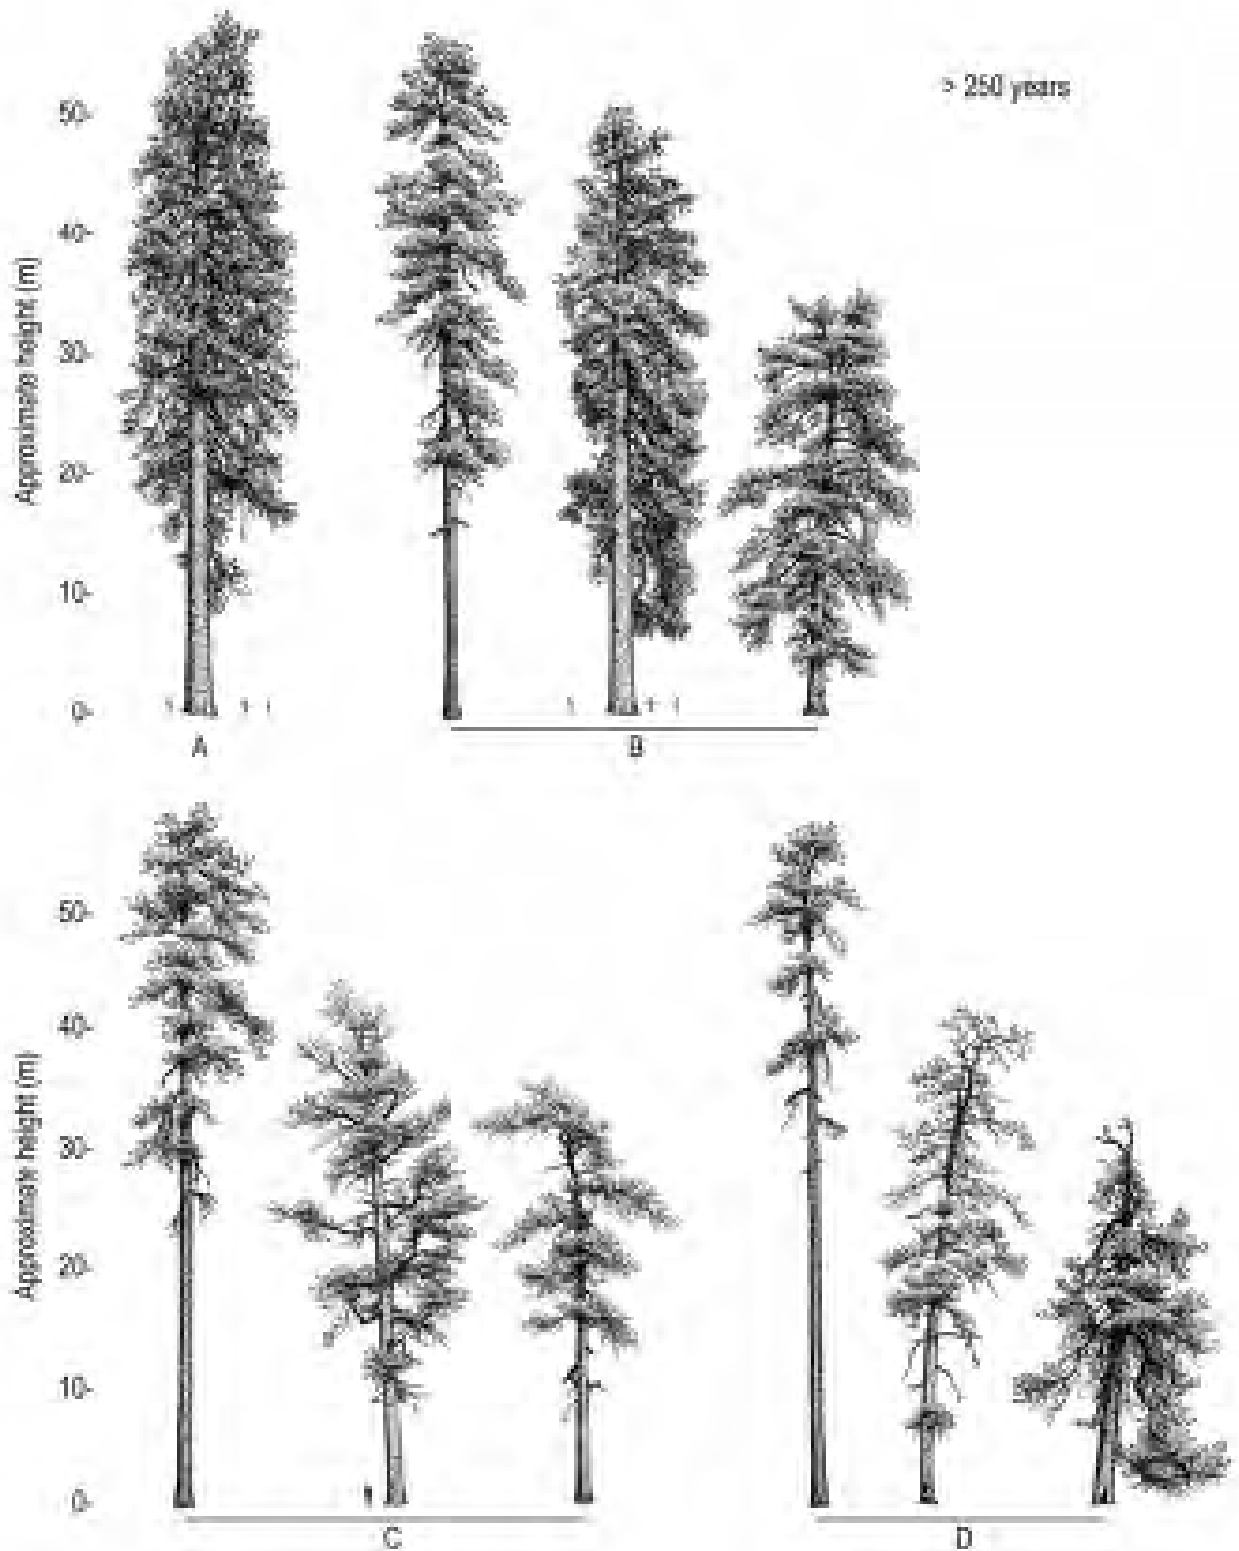 > 250 years
Approximate height (m)
50-
40-
30-
20-
10-
0-
A
B
Approximate height (m)
50-
40-
30-
20-
10-
0-
C
D